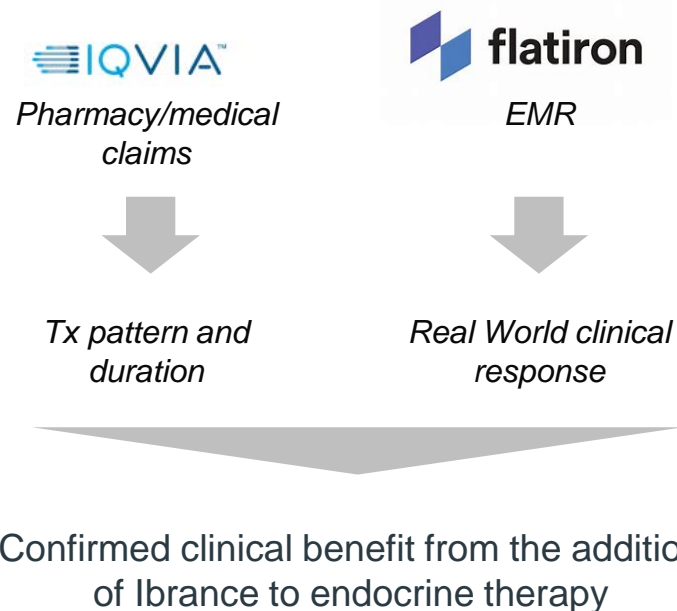 IQVIA™
flatiron
Pharmacy/medical
claims
EMR
Tx pattern and
duration
Real World clinical
response
Confirmed clinical benefit from the additio
of Ibrance to endocrine therapy